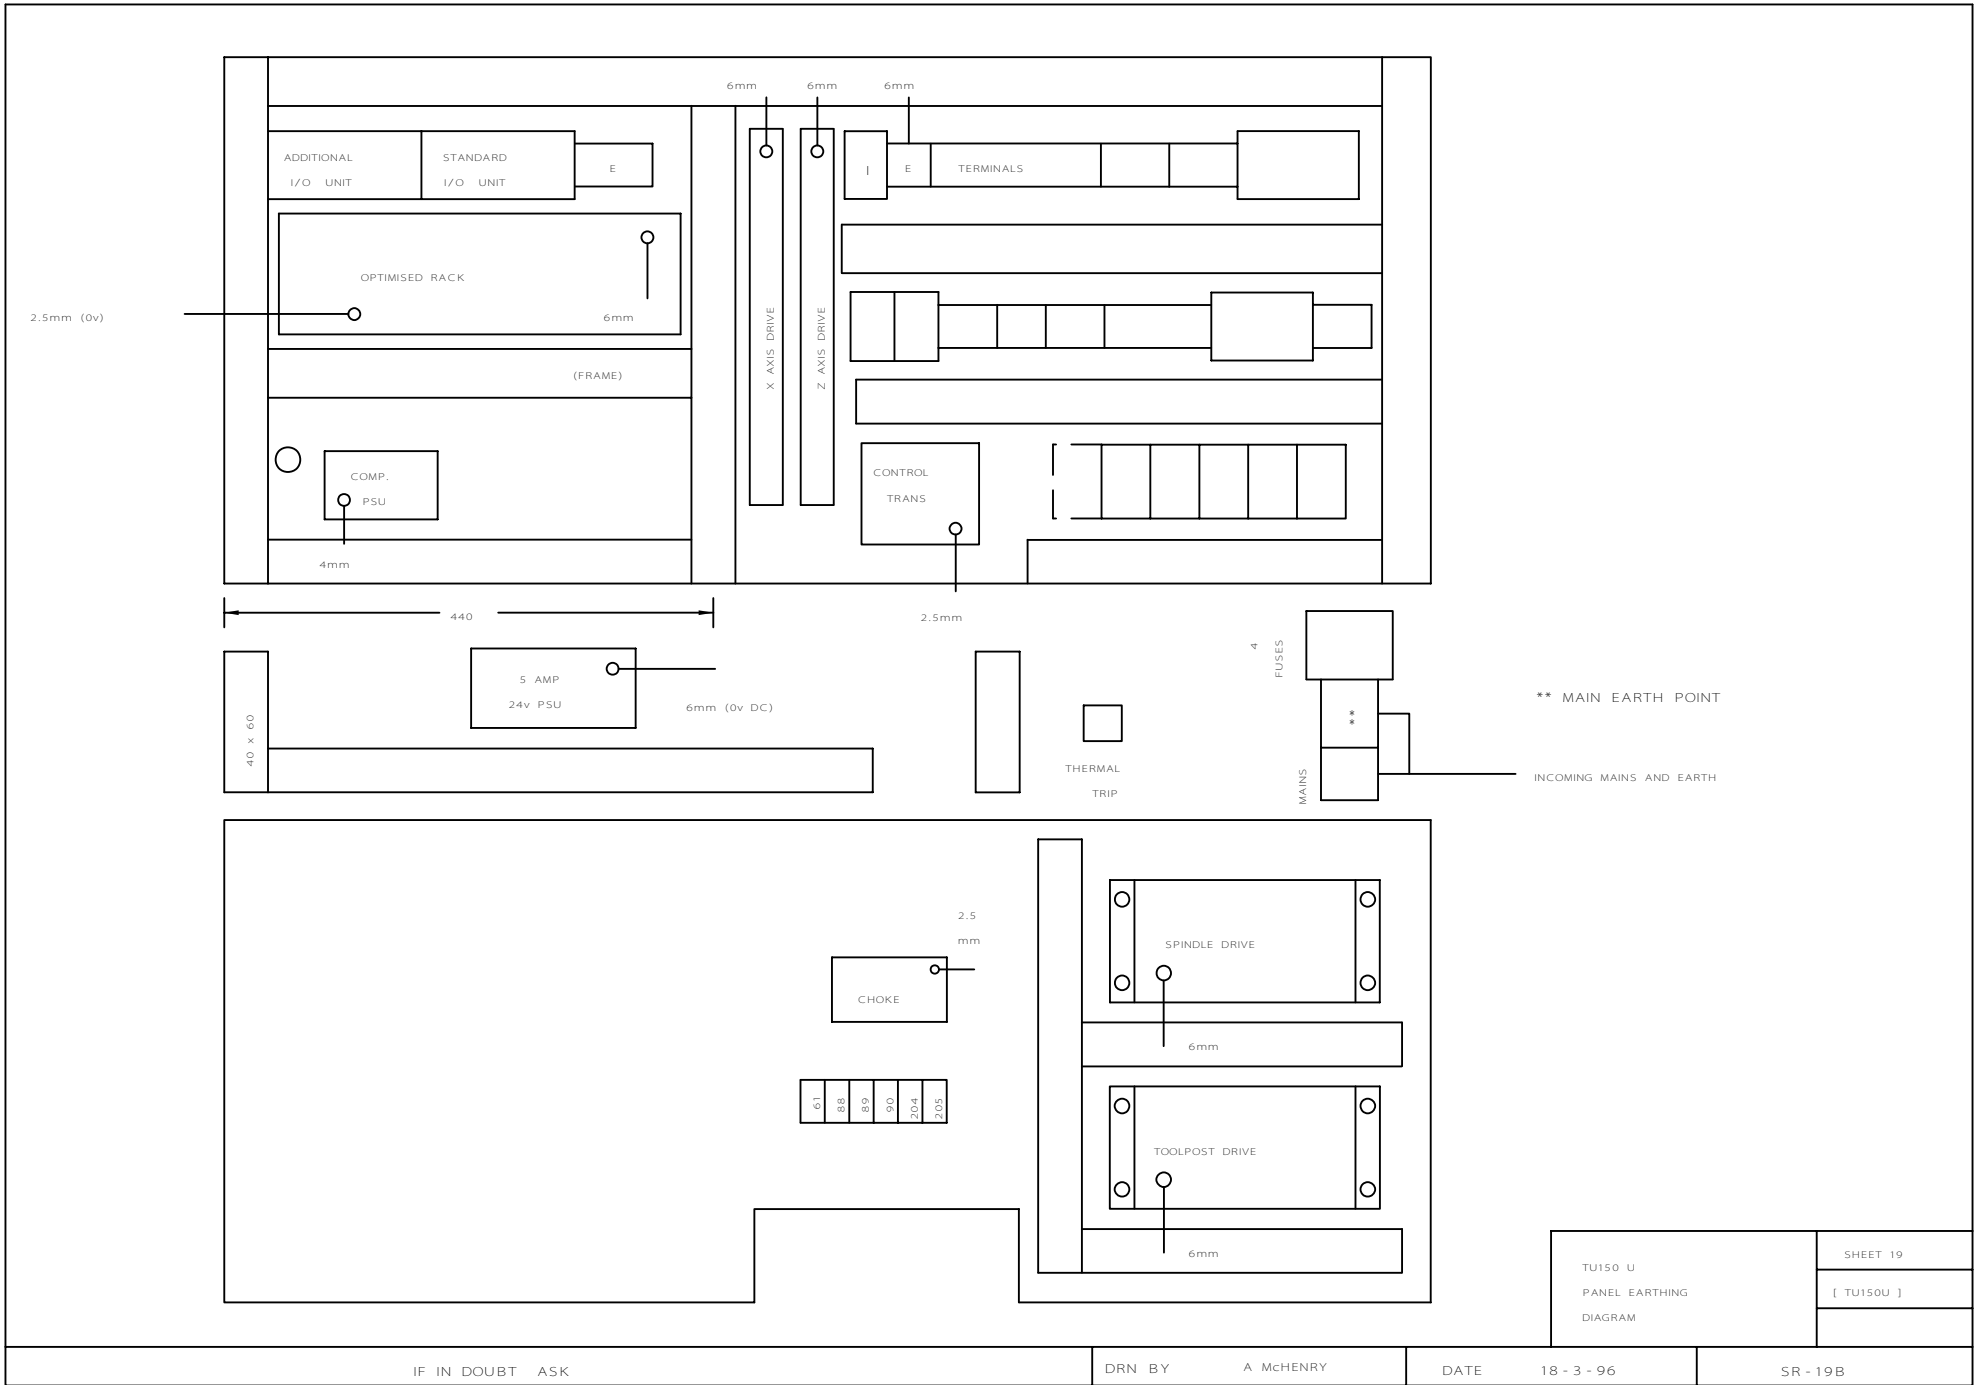 6mm
6mm
6mm
ADDITIONAL
I/O UNIT
STANDARD
I/O UNIT
E
I
E
TERMINALS
OPTIMISED RACK
2.5mm (0v)
6mm
X AXIS DRIVE
Z AXIS DRIVE
(FRAME)
COMP.
PSU
CONTROL
TRANS
4mm
440
2.5mm
4
FUSES
5 AMP
24v PSU
6mm (0v DC)
40 x 60
**
** MAIN EARTH POINT
THERMAL
TRIP
MAINS
INCOMING MAINS AND EARTH
2.5
mm
CHOKE
SPINDLE DRIVE
6mm
61
88
89
90
204
205
TOOLPOST DRIVE
6mm
TU150 U
PANEL EARTHING
DIAGRAM
SHEET 19
[ TU150U ]
IF IN DOUBT ASK
DRN BY A McHENRY
DATE 18 - 3 - 96
SR - 19B